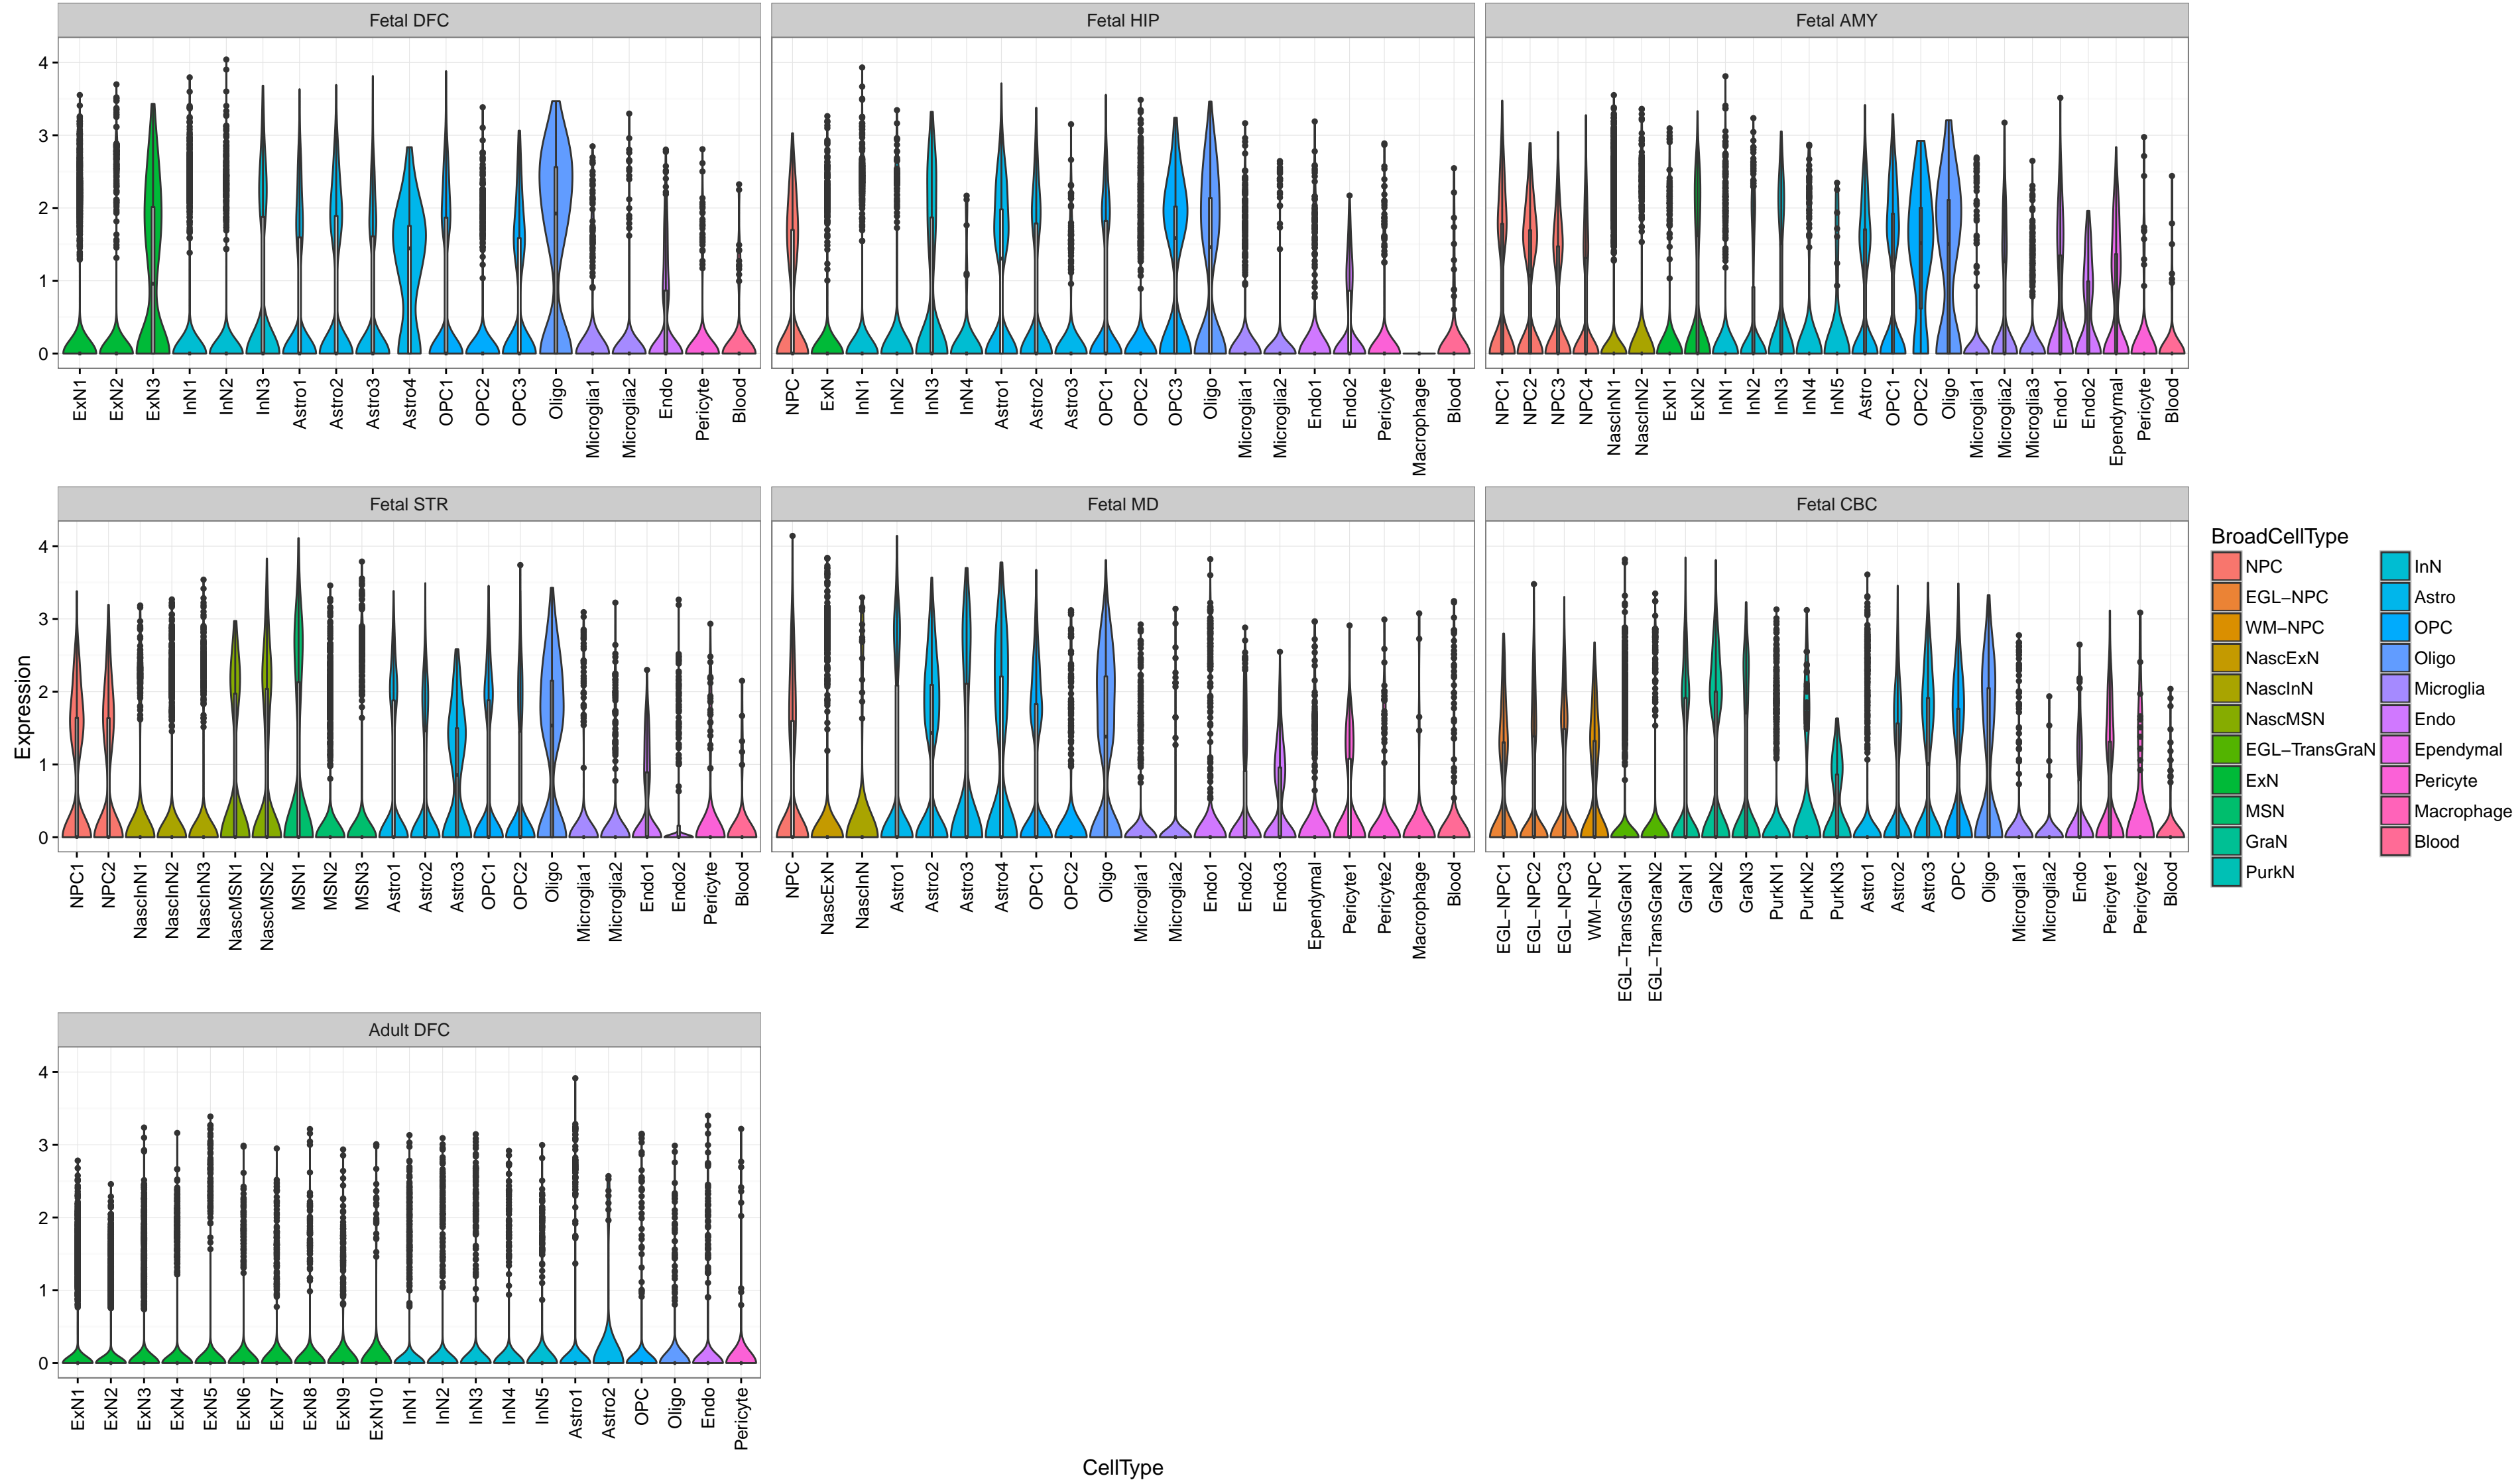 Fetal DFC
Fetal HIP
Fetal AMY
4
3
2
1
0
ExN1 ExN2 ExN3 InN1 InN2 InN3 Astro1 Astro2 Astro3 Astro4 OPC1 OPC2 OPC3 Oligo Microglia1 Microglia2 Endo Pericyte Blood
NPC ExN InN1 InN2 InN3 InN4 Astro1 Astro2 Astro3 OPC1 OPC2 OPC3 Oligo Microglia1 Microglia2 Endo1 Endo2 Pericyte Macrophage Blood
NPC1 NPC2 NPC3 NPC4 NascInN1 NascInN2 ExN1 ExN2 InN1 InN2 InN3 InN4 InN5 Astro OPC1 OPC2 Oligo Microglia1 Microglia2 Microglia3 Endo1 Endo2 Ependymal Pericyte Blood
Fetal STR
Fetal MD
Fetal CBC
Expression
4
3
2
1
0
NPC1 NPC2 NascInN1 NascInN2 NascInN3 NascMSN1 NascMSN2 MSN1 MSN2 MSN3 Astro1 Astro2 Astro3 OPC1 OPC2 Oligo Microglia1 Microglia2 Endo1 Endo2 Pericyte Blood
NPC NascExN NascInN Astro1 Astro2 Astro3 Astro4 OPC1 OPC2 Oligo Microglia1 Microglia2 Endo1 Endo2 Endo3 Ependymal Pericyte1 Pericyte2 Macrophage Blood
EGL−NPC1 EGL−NPC2 EGL−NPC3 WM−NPC EGL−TransGraN1 EGL−TransGraN2 GraN1 GraN2 GraN3 PurkN1 PurkN2 PurkN3 Astro1 Astro2 Astro3 OPC Oligo Microglia1 Microglia2 Endo Pericyte1 Pericyte2 Blood
BroadCellType
NPC
EGL−NPC
WM−NPC
NascExN
NascInN
NascMSN
EGL−TransGraN
ExN
MSN
GraN
PurkN
InN
Astro
OPC
Oligo
Microglia
Endo
Ependymal
Pericyte
Macrophage
Blood
Adult DFC
4
3
2
1
0
ExN1 ExN2 ExN3 ExN4 ExN5 ExN6 ExN7 ExN8 ExN9 ExN10 InN1 InN2 InN3 InN4 InN5 Astro1 Astro2 OPC Oligo Endo Pericyte
CellType